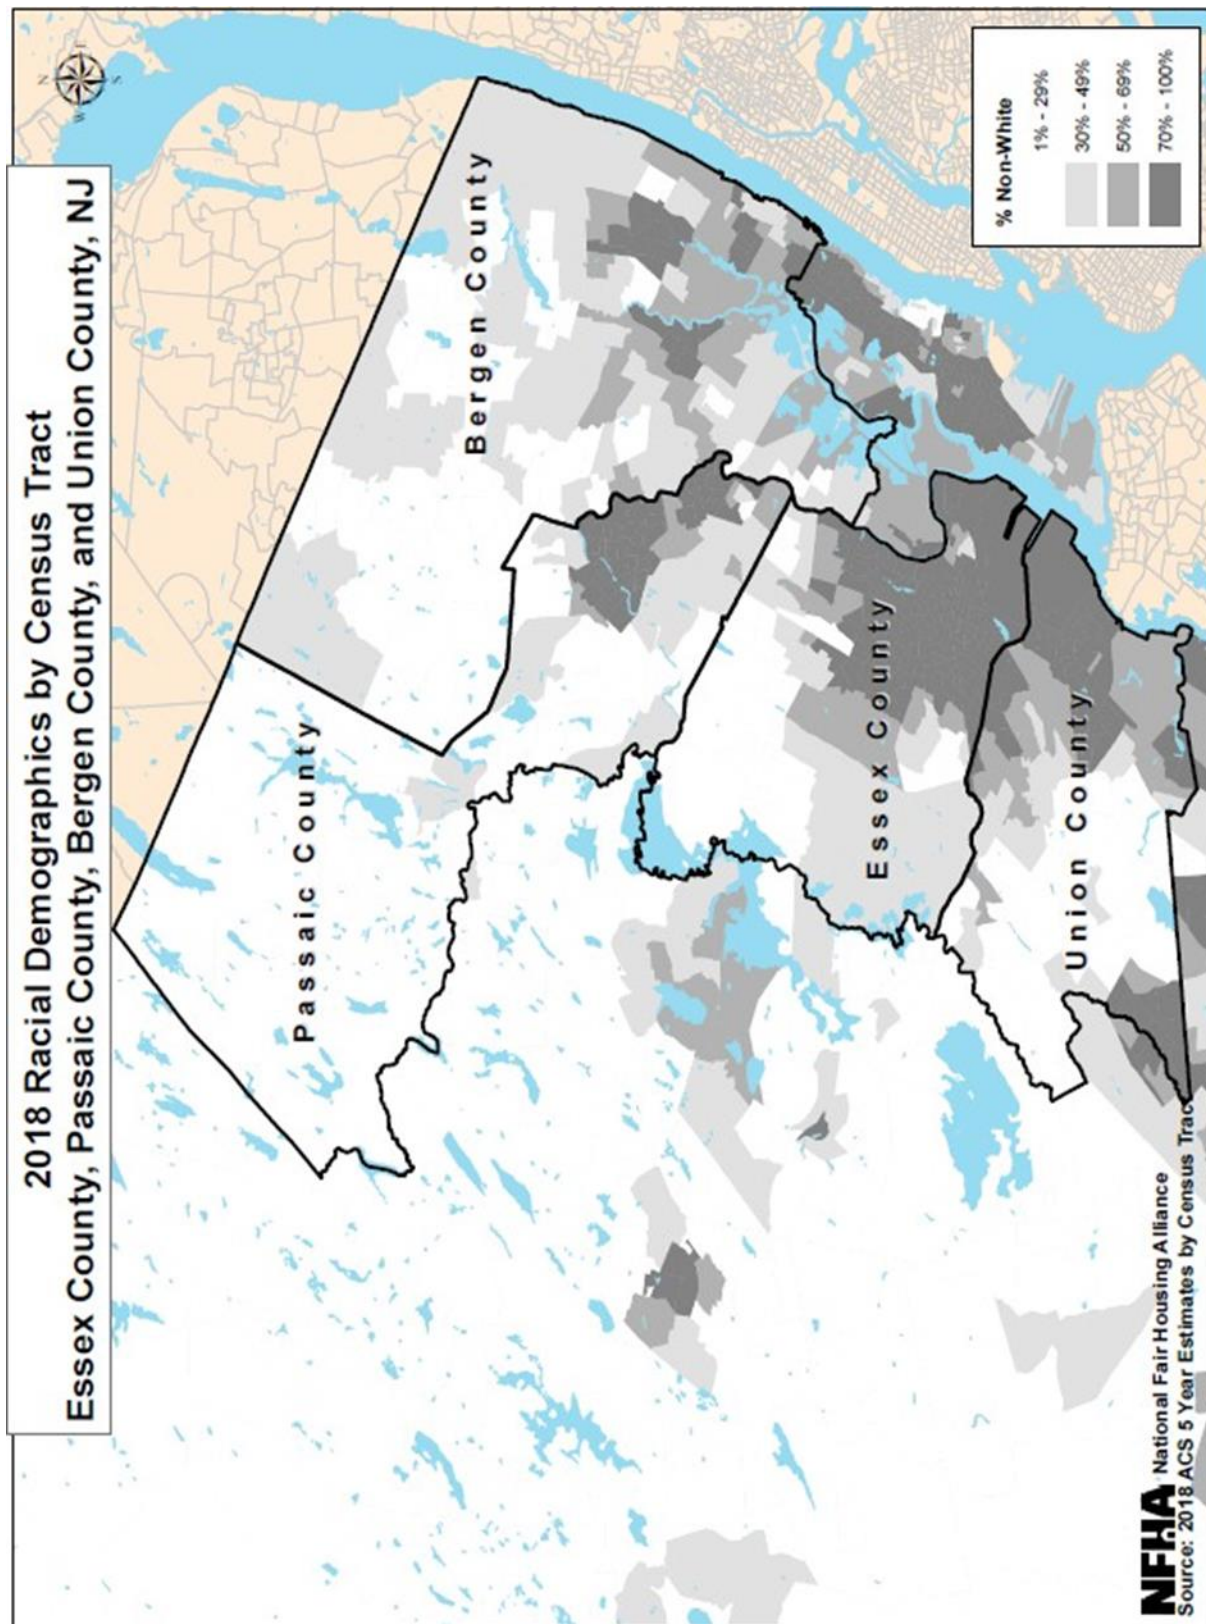 2018 Racial Demographics by Census Tract
Essex County, Passaic County, Bergen County, and Union County, NJ
N
W
E
S
Passaic County
Bergen County
Essex County
Union County
% Non-White
1% - 29%
30% - 49%
50% - 69%
70% - 100%
NFHA National Fair Housing Alliance
Source: 2018 ACS 5 Year Estimates by Census Trac